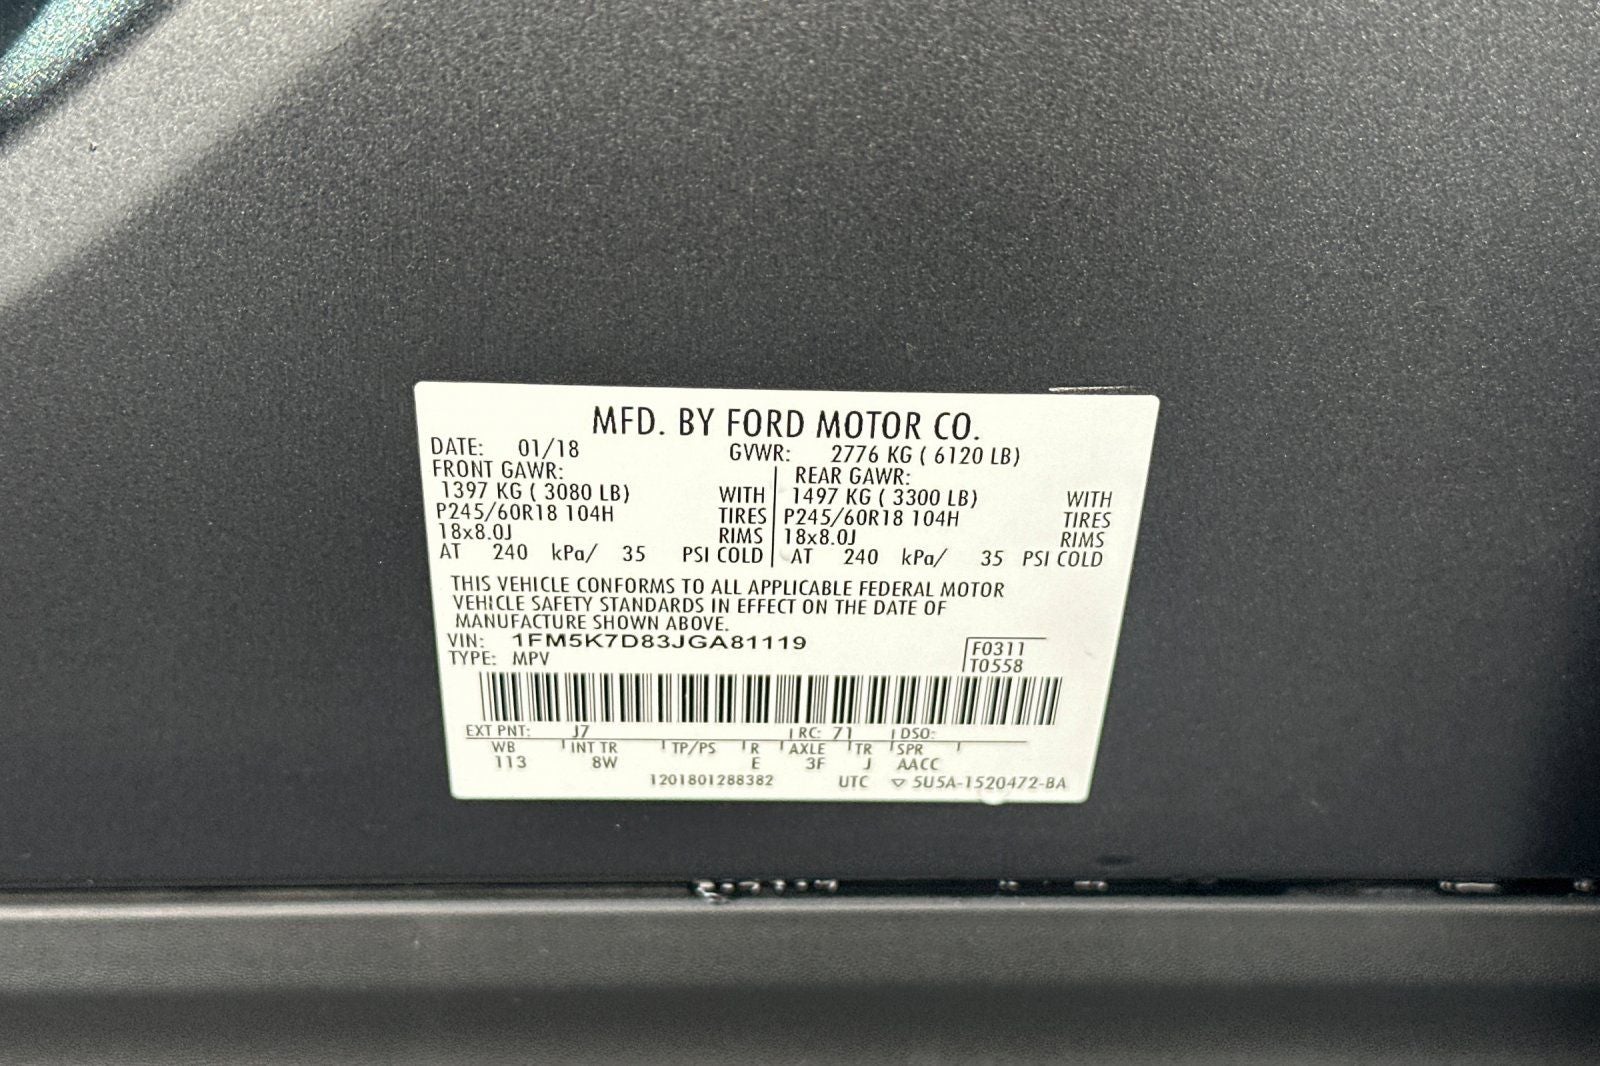 MFD. BY FORD MOTOR CO.
DATE: 01/18 GVWR: 2776 KG ( 6120 LB)
FRONT GAWR: REAR GAWR:
1397 KG ( 3080 LB) WITH 1497 KG ( 3300 LB) WITH
P245/60R18 104H TIRES P245/60R18 104H TIRES
18x8.0J RIMS 18x8.0J RIMS
AT 240 kPa/ 35 PSI COLD AT 240 kPa/ 35 PSI COLD
THIS VEHICLE CONFORMS TO ALL APPLICABLE FEDERAL MOTOR
VEHICLE SAFETY STANDARDS IN EFFECT ON THE DATE OF
MANUFACTURE SHOWN ABOVE.
VIN: 1FM5K7D83JGA81119 F0311
TYPE: MPV T0558
EXT PNT: J7 RC: 71 DSO:
WB INT TR TP/PS R AXLE TR SPR
113 8W E 3F J AACC
1201801288382 UTC ▽ 5U5A-1520472-BA